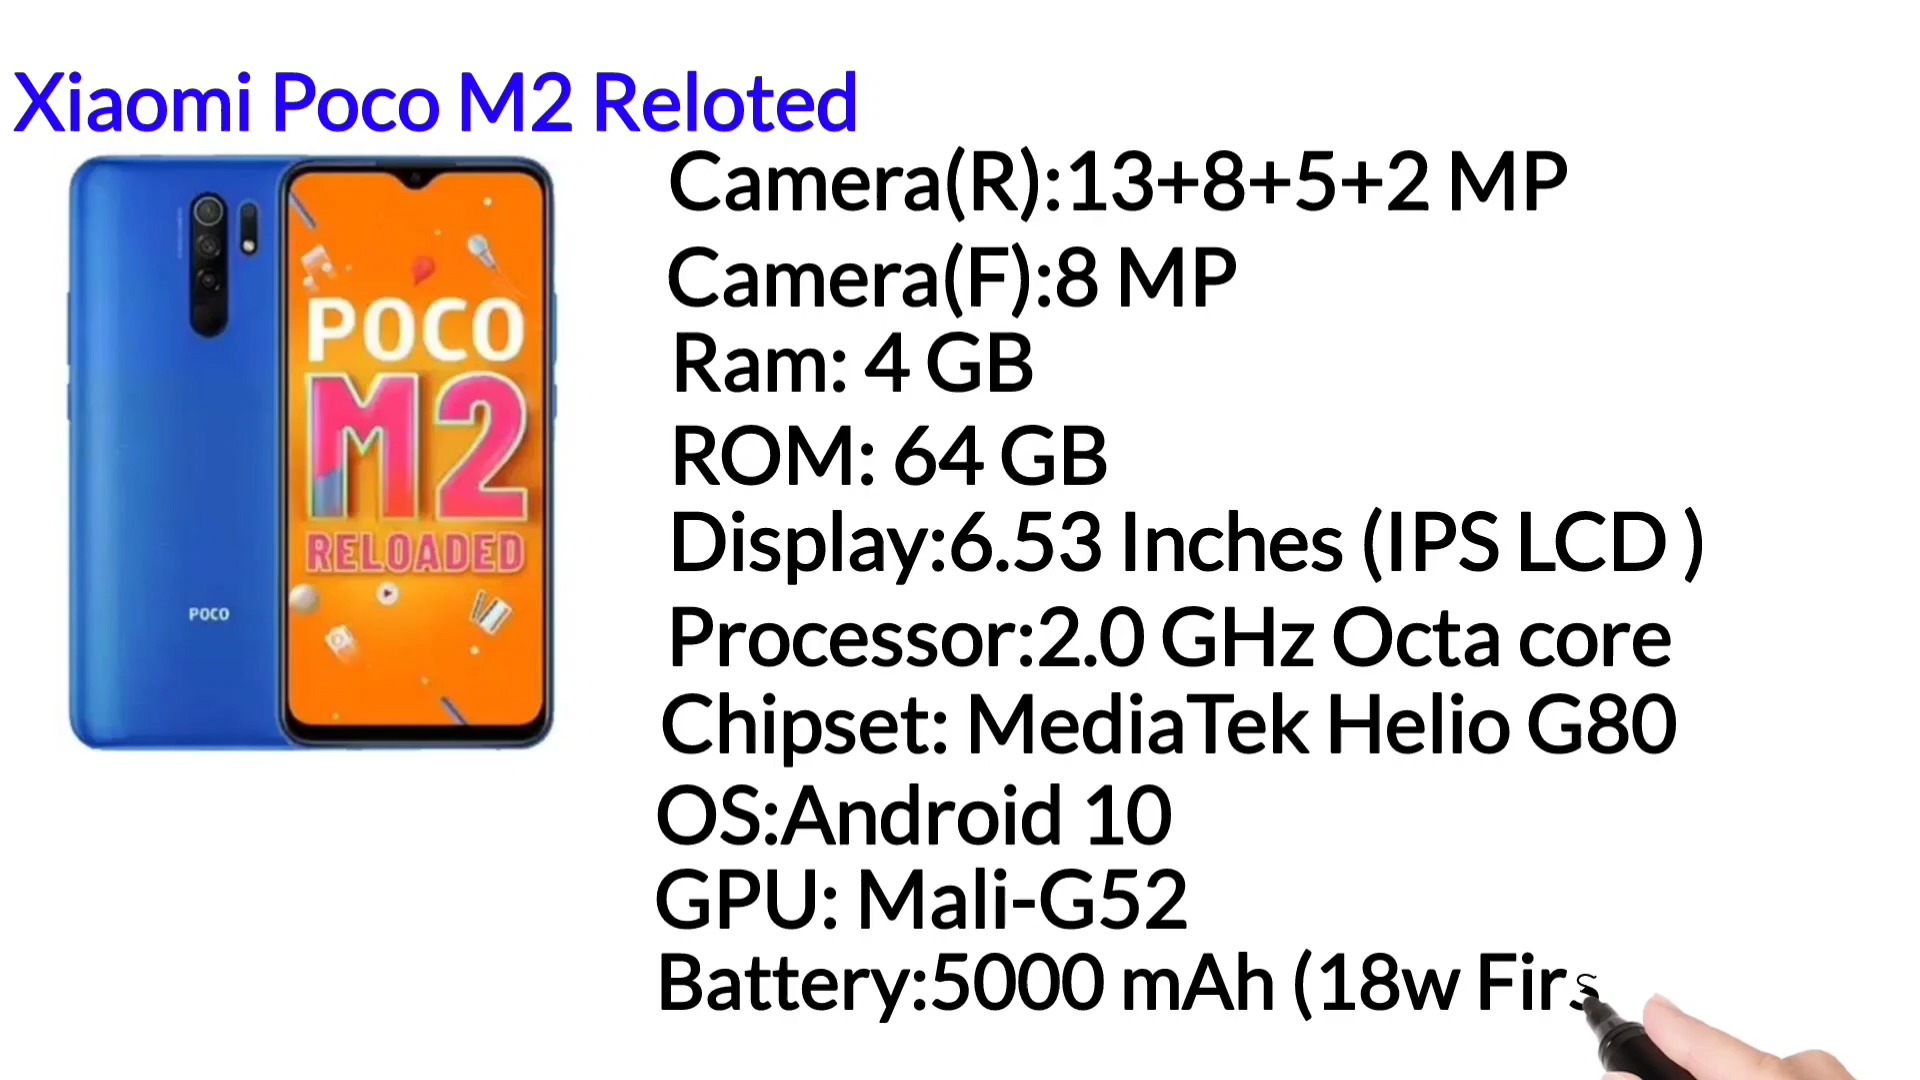 Xiaomi Poco M2 Reloted
Camera(R):13+8+5+2 MP
Camera(F):8 MP
Ram: 4 GB
ROM: 64 GB
Display:6.53 Inches (IPS LCD )
Processor:2.0 GHz Octa core
Chipset: MediaTek Helio G80
OS:Android 10
GPU: Mali-G52
Battery:5000 mAh (18w Firs
POCO
M2
RELOADED
POCO